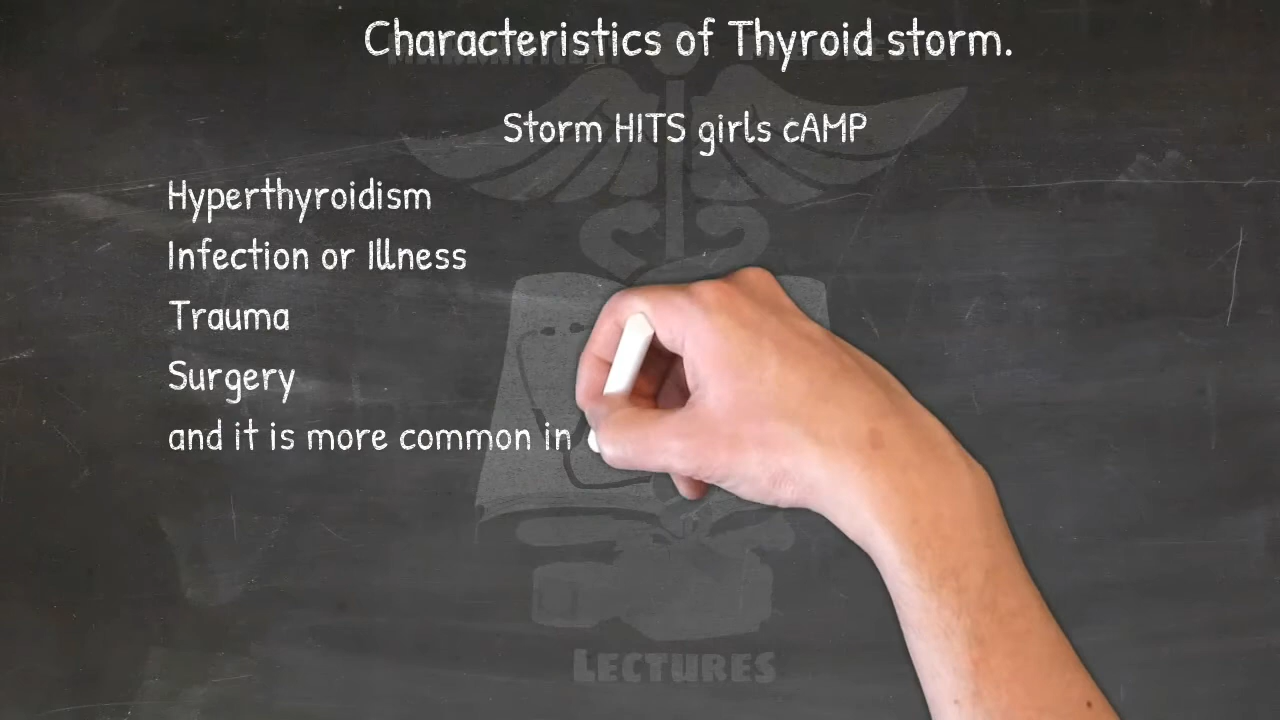 Characteristics of Thyroid storm.
Storm HITS girls cAMP
Hyperthyroidism
Infection or Illness
Trauma
Surgery
and it is more common in
LECTURES